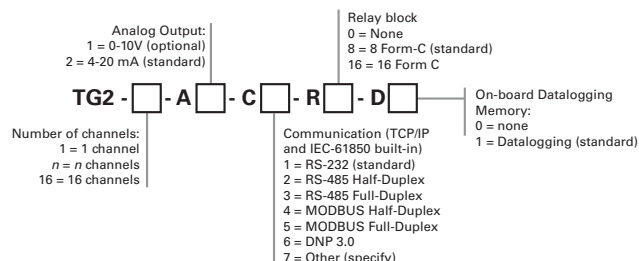 Analog Output:
1 = 0-10V (optional)
2 = 4-20 mA (standard)
Relay block
0 = None
8 = 8 Form-C (standard)
16 = 16 Form C
TG2 - - A - C - R - D
On-board Datalogging
Memory:
0 = none
1 = Datalogging (standard)
Number of channels:
1 = 1 channel
n = n channels
16 = 16 channels
Communication (TCP/IP
and IEC-61850 built-in)
1 = RS-232 (standard)
2 = RS-485 Half-Duplex
3 = RS-485 Full-Duplex
4 = MODBUS Half-Duplex
5 = MODBUS Full-Duplex
6 = DNP 3.0
7 = Other (specify)